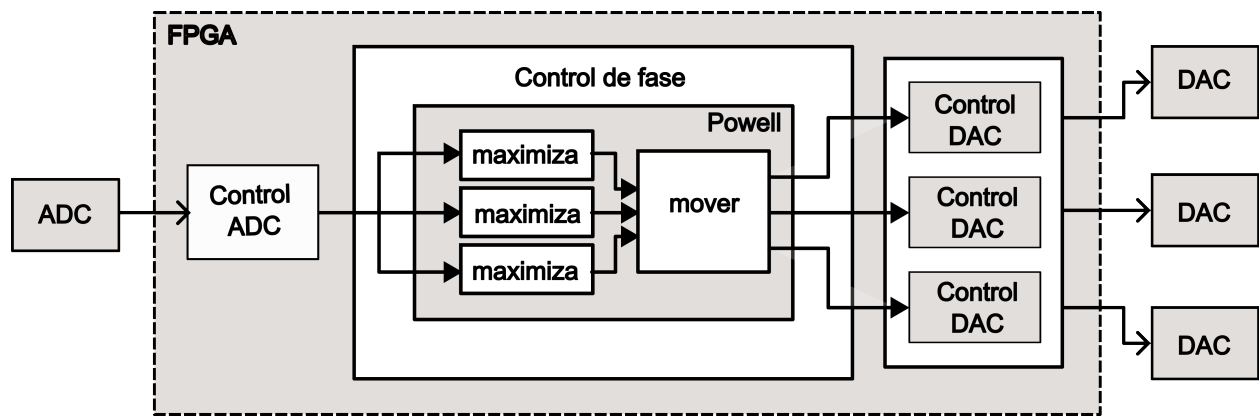 FPGA
Control de fase
Powell
ADC
Control
ADC
maximiza
maximiza
maximiza
mover
Control
DAC
Control
DAC
Control
DAC
DAC
DAC
DAC